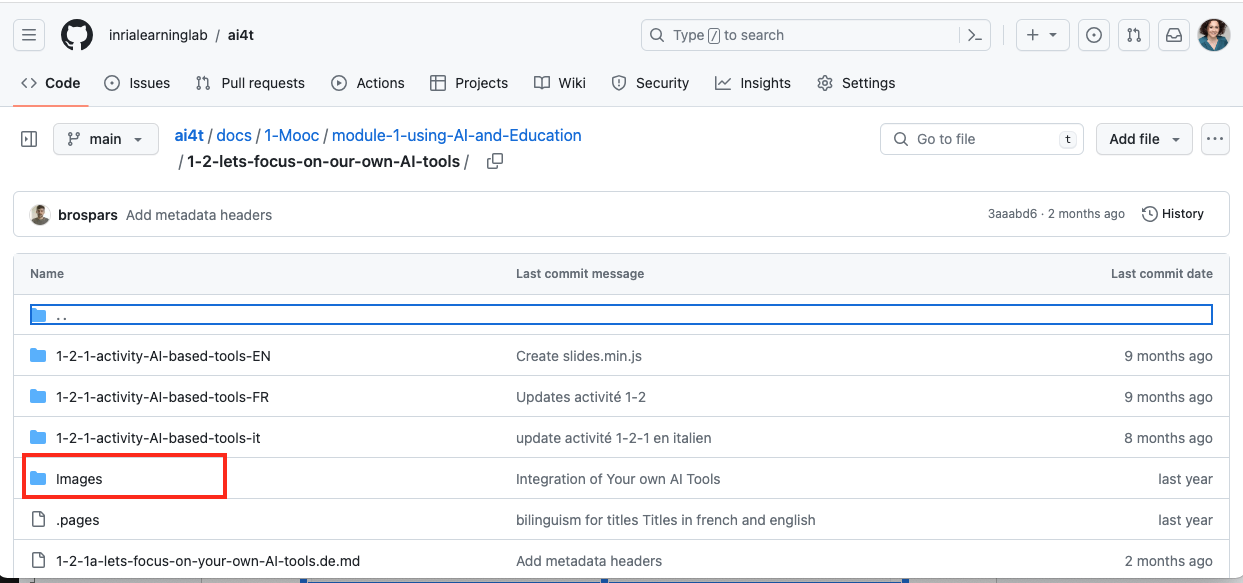 inrialearninglab / ai4t
Type / to search
Code Issues Pull requests Actions Projects Wiki Security Insights Settings
main
ai4t / docs / 1-Mooc / module-1-using-AI-and-Education
/ 1-2-lets-focus-on-our-own-AI-tools /
Go to file t
Add file
brospars Add metadata headers 3aaabd6 · 2 months ago History
Name Last commit message Last commit date
..
1-2-1-activity-AI-based-tools-EN Create slides.min.js 9 months ago
1-2-1-activity-AI-based-tools-FR Updates activité 1-2 9 months ago
1-2-1-activity-AI-based-tools-it update activité 1-2-1 en italien 8 months ago
Images Integration of Your own AI Tools last year
.pages bilinguism for titles Titles in french and english last year
1-2-1a-lets-focus-on-your-own-AI-tools.de.md Add metadata headers 2 months ago